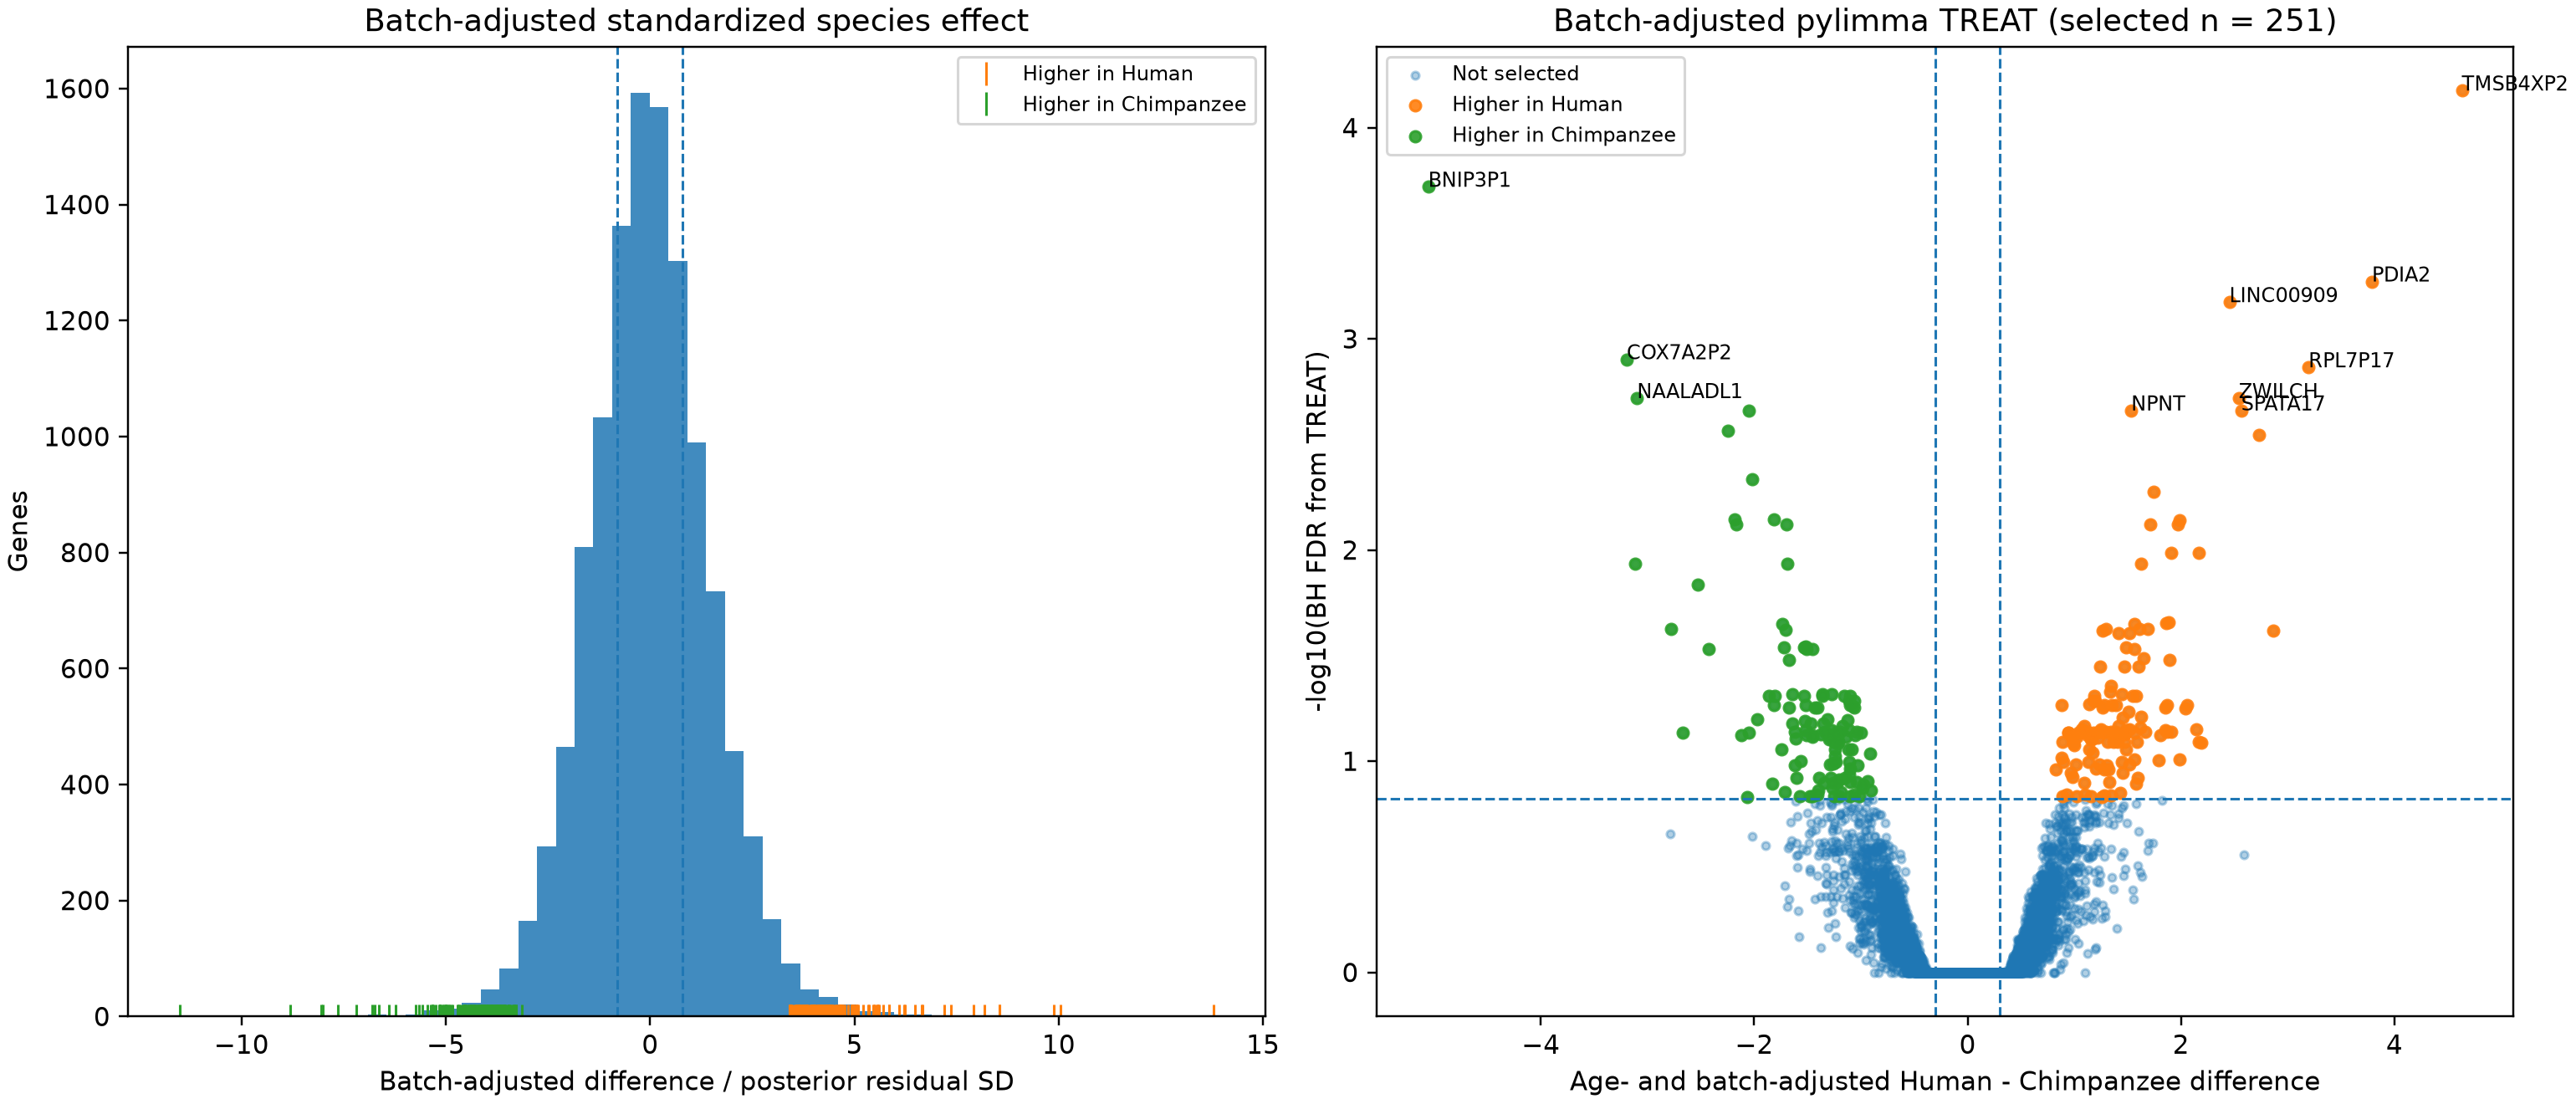 Batch-adjusted standardized species effect
Higher in Human
Higher in Chimpanzee
Genes
1600
1400
1200
1000
800
600
400
200
0
−10
−5
0
5
10
15
Batch-adjusted difference / posterior residual SD
Batch-adjusted pylimma TREAT (selected n = 251)
Not selected
Higher in Human
Higher in Chimpanzee
TMSB4XP2
BNIP3P1
PDIA2
LINC00909
COX7A2P2
RPL7P17
NAALADL1
ZWILCH
SPATA17
NPNT
-log10(BH FDR from TREAT)
4
3
2
1
0
−4
−2
0
2
4
Age- and batch-adjusted Human - Chimpanzee difference